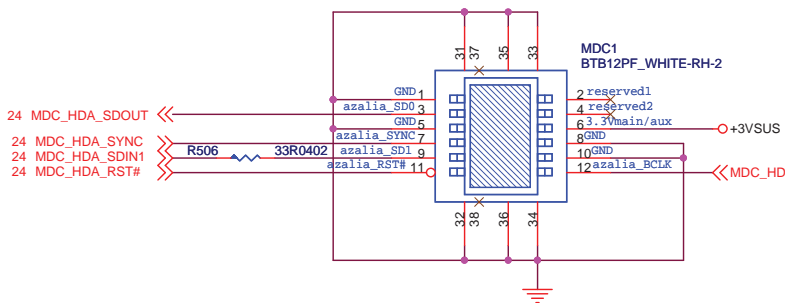 31
37
35
33
MDC1
BTB12PF_WHITE-RH-2
GND 1
2 reserved1
azalia_SD0 3
4 reserved2
24 MDC_HDA_SDOUT
GND 5
6 3.3Vmain/aux
+3VSUS
24 MDC_HDA_SYNC
azalia_SYNC 7
8 GND
24 MDC_HDA_SDIN1
R506
33R0402
azalia_SDI 9
10 GND
24 MDC_HDA_RST#
azalia_RST# 11
12 azalia_BCLK
MDC_HD
32
38
36
34